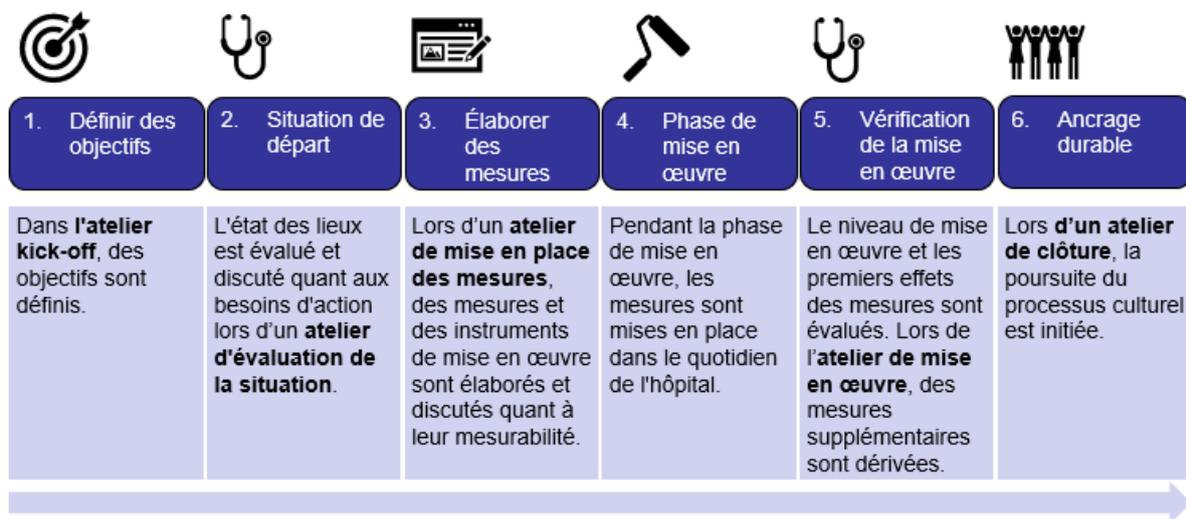 1. Définir des
objectifs
2. Situation de
départ
3. Élaborer
des
mesures
4. Phase de
mise en
œuvre
5. Vérification
de la mise
en œuvre
6. Ancrage
durable
Dans l'atelier
kick-off, des
objectifs sont
définis.
L'état des lieux
est évalué et
discuté quant aux
besoins d'action
lors d’un atelier
d'évaluation de
la situation.
Lors d’un atelier
de mise en place
des mesures,
des mesures et
des instruments
de mise en œuvre
sont élaborés et
discutés quant à
leur mesurabilité.
Pendant la phase
de mise en
œuvre, les
mesures sont
mises en place
dans le quotidien
de l'hôpital.
Le niveau de mise
en œuvre et les
premiers effets
des mesures sont
évalués. Lors de
l’atelier de mise
en œuvre, des
mesures
supplémentaires
sont dérivées.
Lors d’un atelier
de clôture, la
poursuite du
processus culturel
est initiée.